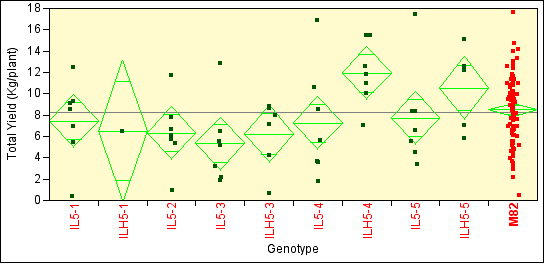 Total Yield (Kg/plant)
18
16
14
12
10
8
6
4
2
0
IL5-1
ILH5-1
IL5-2
IL5-3
ILH5-3
IL5-4
ILH5-4
IL5-5
ILH5-5
M82
Genotype